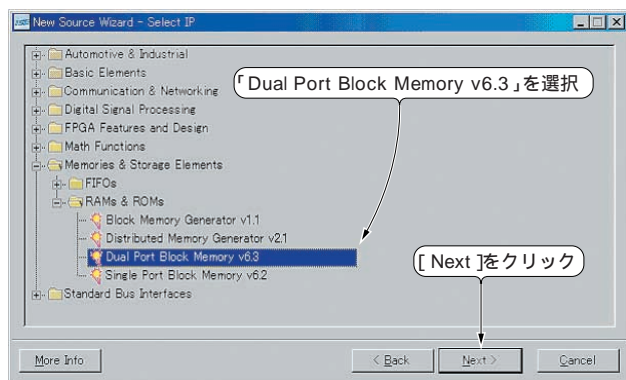 New Source Wizard - Select IP
Automotive & Industrial
Basic Elements
Communication & Networking
Digital Signal Processing
FPGA Features and Design
Math Functions
Memories & Storage Elements
FIFOs
RAMs & ROMs
Block Memory Generator v1.1
Distributed Memory Generator v2.1
Dual Port Block Memory v6.3
Single Port Block Memory v6.2
Standard Bus Interfaces
「Dual Port Block Memory v6.3」を選択
[ Next ]をクリック
More Info
< Back
Next >
Cancel